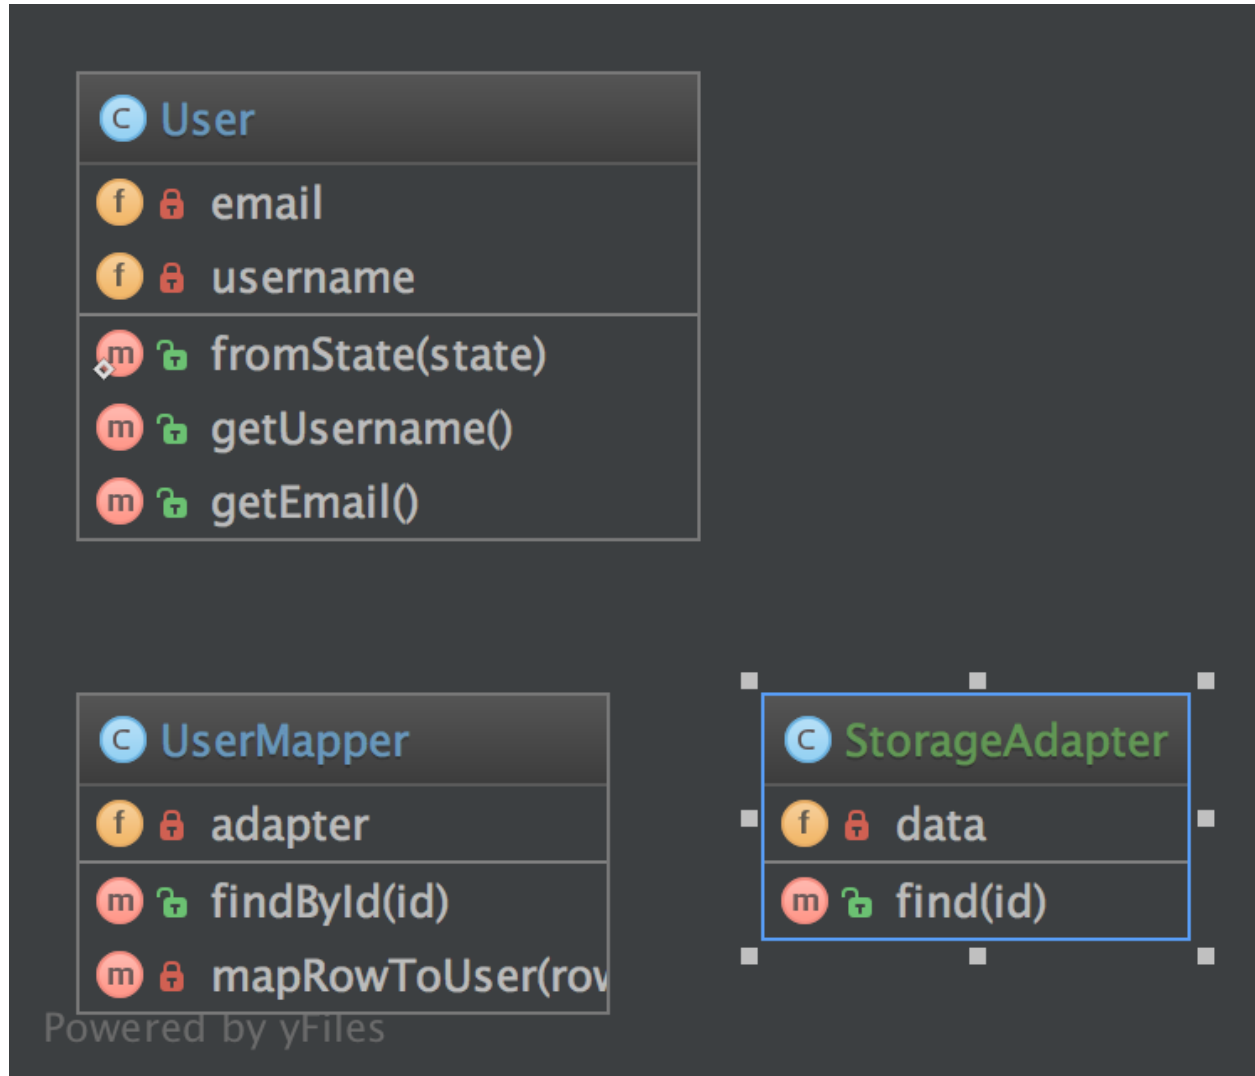 C User
f email
f username
m fromState(state)
m getUsername()
m getEmail()
C UserMapper
f adapter
m findById(id)
m mapRowToUser(row
C StorageAdapter
f data
m find(id)
Powered by yFiles